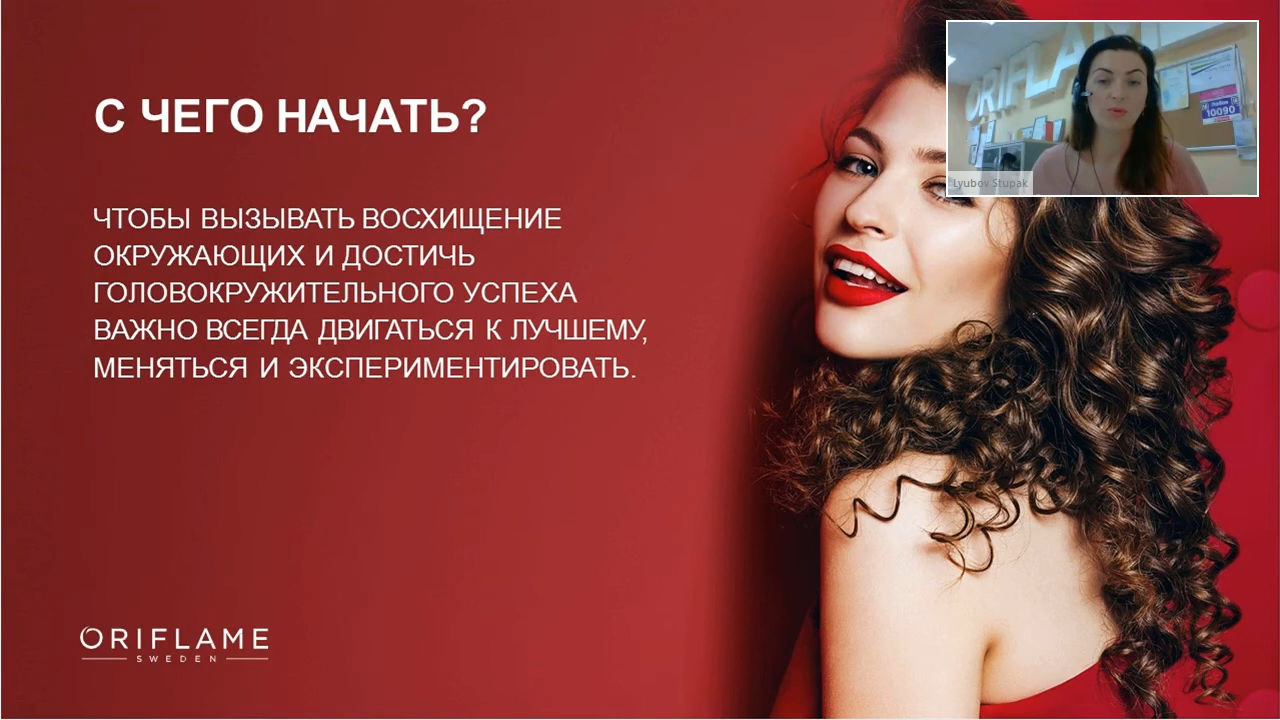 С ЧЕГО НАЧАТЬ?
ЧТОБЫ ВЫЗЫВАТЬ ВОСХИЩЕНИЕ
ОКРУЖАЮЩИХ И ДОСТИЧЬ
ГОЛОВОКРУЖИТЕЛЬНОГО УСПЕХА
ВАЖНО ВСЕГДА ДВИГАТЬСЯ К ЛУЧШЕМУ,
МЕНЯТЬСЯ И ЭКСПЕРИМЕНТИРОВАТЬ.
ORIFLAME
SWEDEN
ORIFLAM
10090
Lyubov Stupak